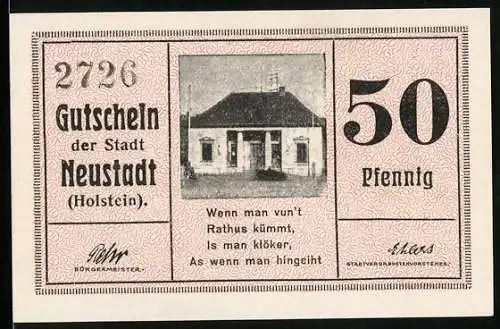 2726
Gutschein
der Stadt
Neustadt
(Holstein).
BÜRGERMEISTER.
Wenn man vun't
Rathus kümmt,
Is man klöker,
As wenn man hingeiht
50
Pfennig
Ehlers
STADTVERORDNETENVORSTEHER.